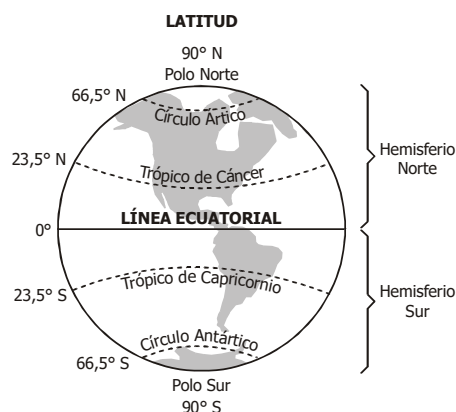 LATITUD
90° N
Polo Norte
66,5° N
Círculo Ártico
23,5° N
Trópico de Cáncer
Hemisferio
Norte
LÍNEA ECUATORIAL
0°
Trópico de Capricornio
23,5° S
Hemisferio
Sur
Círculo Antártico
66,5° S
Polo Sur
90° S